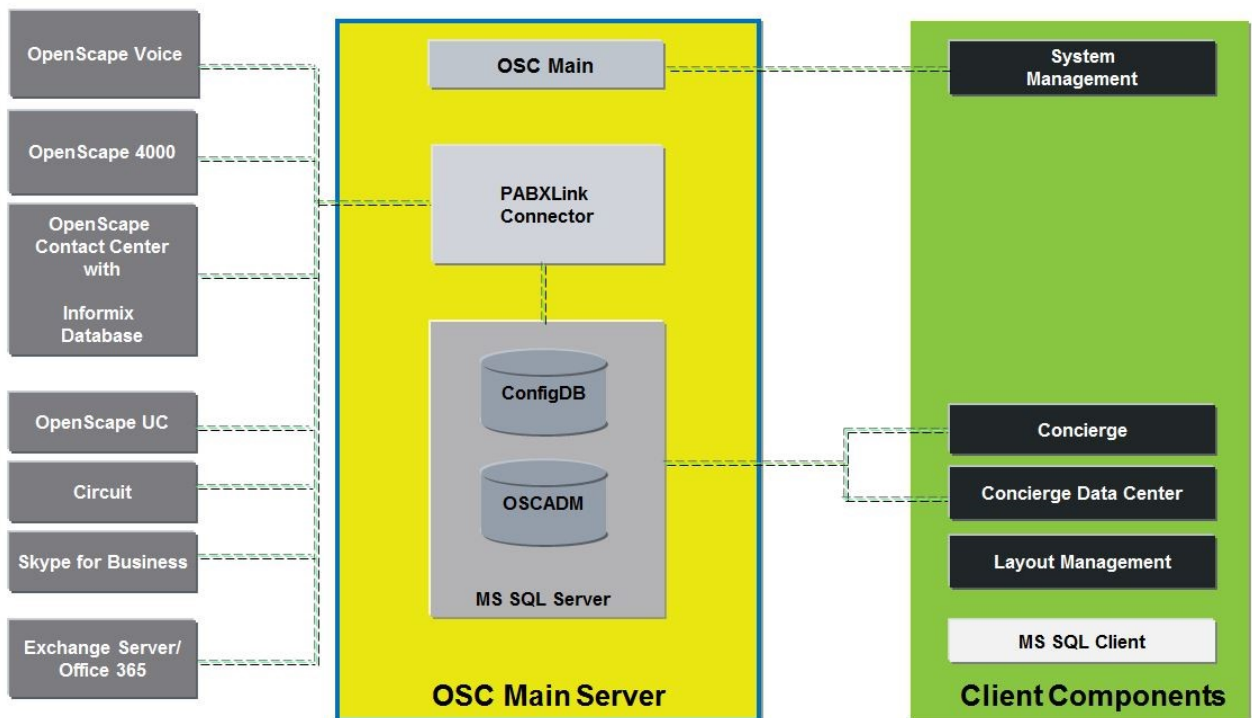 OpenScape Voice
OpenScape 4000
OpenScape
Contact Center
with
Informix
Database
OpenScape UC
Circuit
Skype for Business
Exchange Server/
Office 365
OSC Main
PABXLink
Connector
ConfigDB
OSCADM
MS SQL Server
OSC Main Server
System
Management
Concierge
Concierge Data Center
Layout Management
MS SQL Client
Client Components